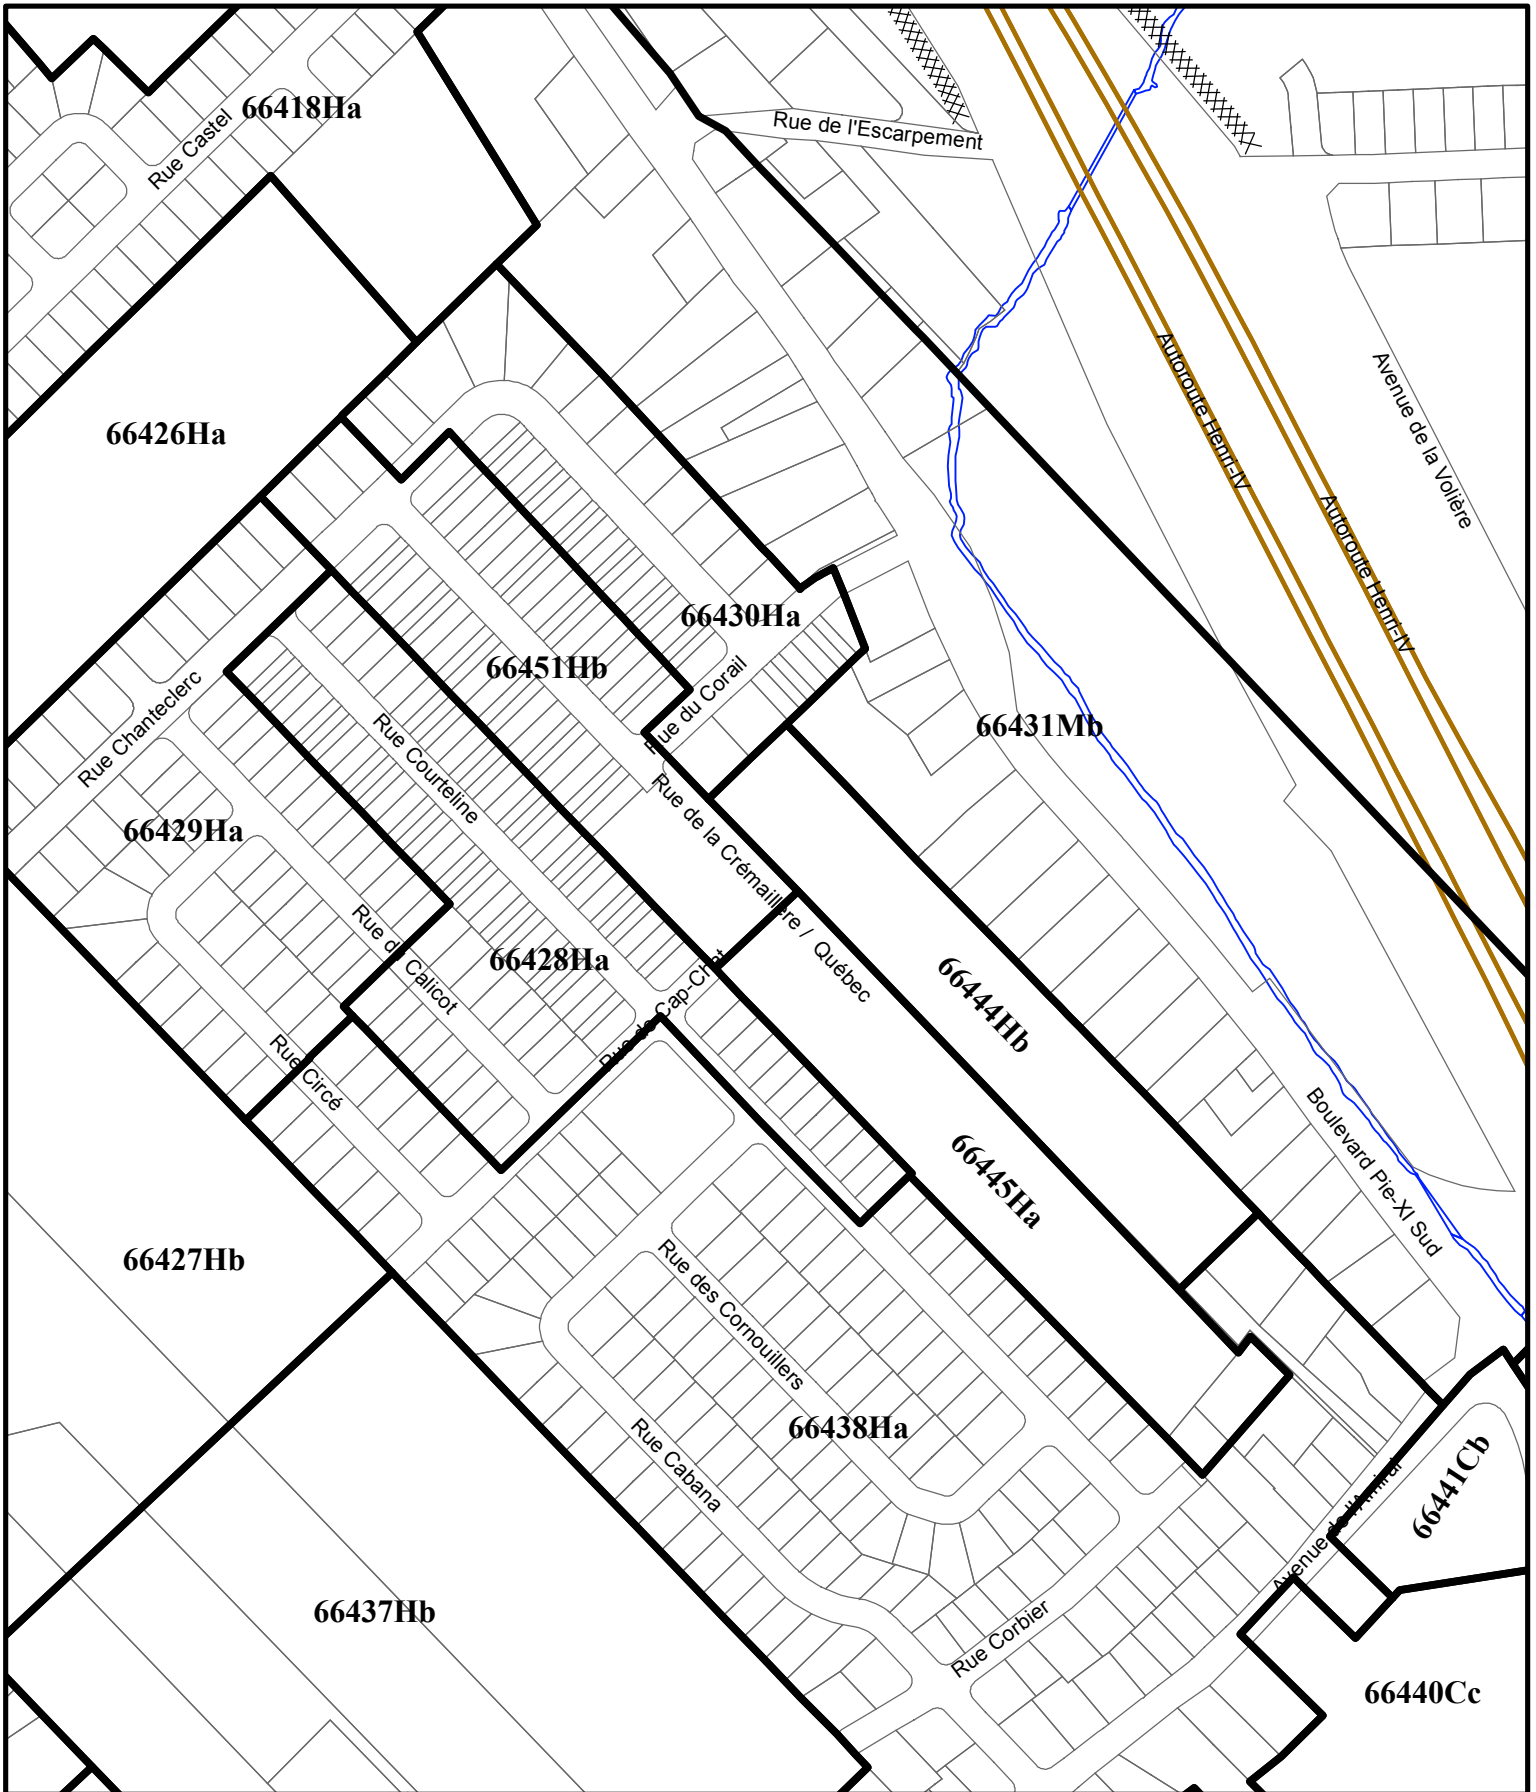 66418Ha
Rue Castel
Rue de l'Escarpement
Autoroute Henri-IV
Avenue de la Volière
66426Ha
Autoroute Henri-IV
66430Ha
66451Hb
Rue du Corail
66431Mb
Rue Chanteclerc
Rue Courteline
66429Ha
Rue de la Crémaillère / Québec
66428Ha
Rue du Calicot
Rue de Cap-Chat
66444Hb
Rue Circé
66445Ha
Boulevard Pie-XI Sud
66427Hb
Rue des Cornouillers
66438Ha
Rue Cabana
66441Cb
Avenue de l'Amiral
66437Hb
Rue Corbier
66440Cc